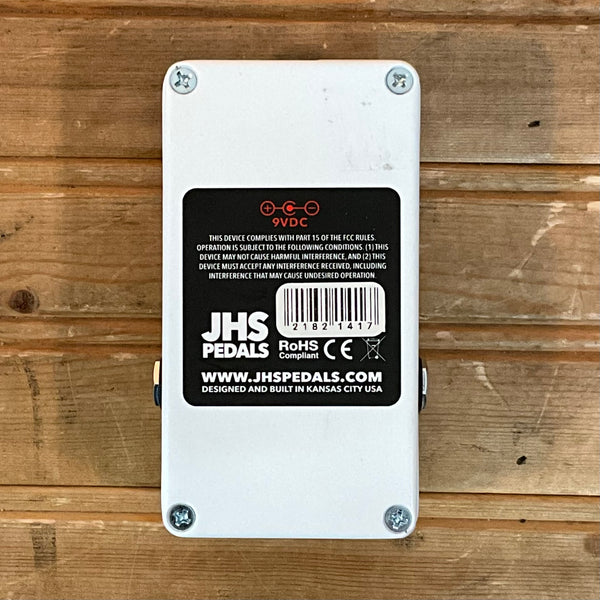 9VDC
THIS DEVICE COMPLIES WITH PART 15 OF THE FCC RULES.
OPERATION IS SUBJECT TO THE FOLLOWING CONDITIONS. (1) THIS
DEVICE MAY NOT CAUSE HARMFUL INTERFERENCE, AND (2) THIS
DEVICE MUST ACCEPT ANY INTERFERENCE RECEIVED, INCLUDING
INTERFERENCE THAT MAY CAUSE UNDESIRED OPERATION.
21821417
JHS
PEDALS
RoHS
Compliant
CE
WWW.JHSPEDALS.COM
DESIGNED AND BUILT IN KANSAS CITY USA